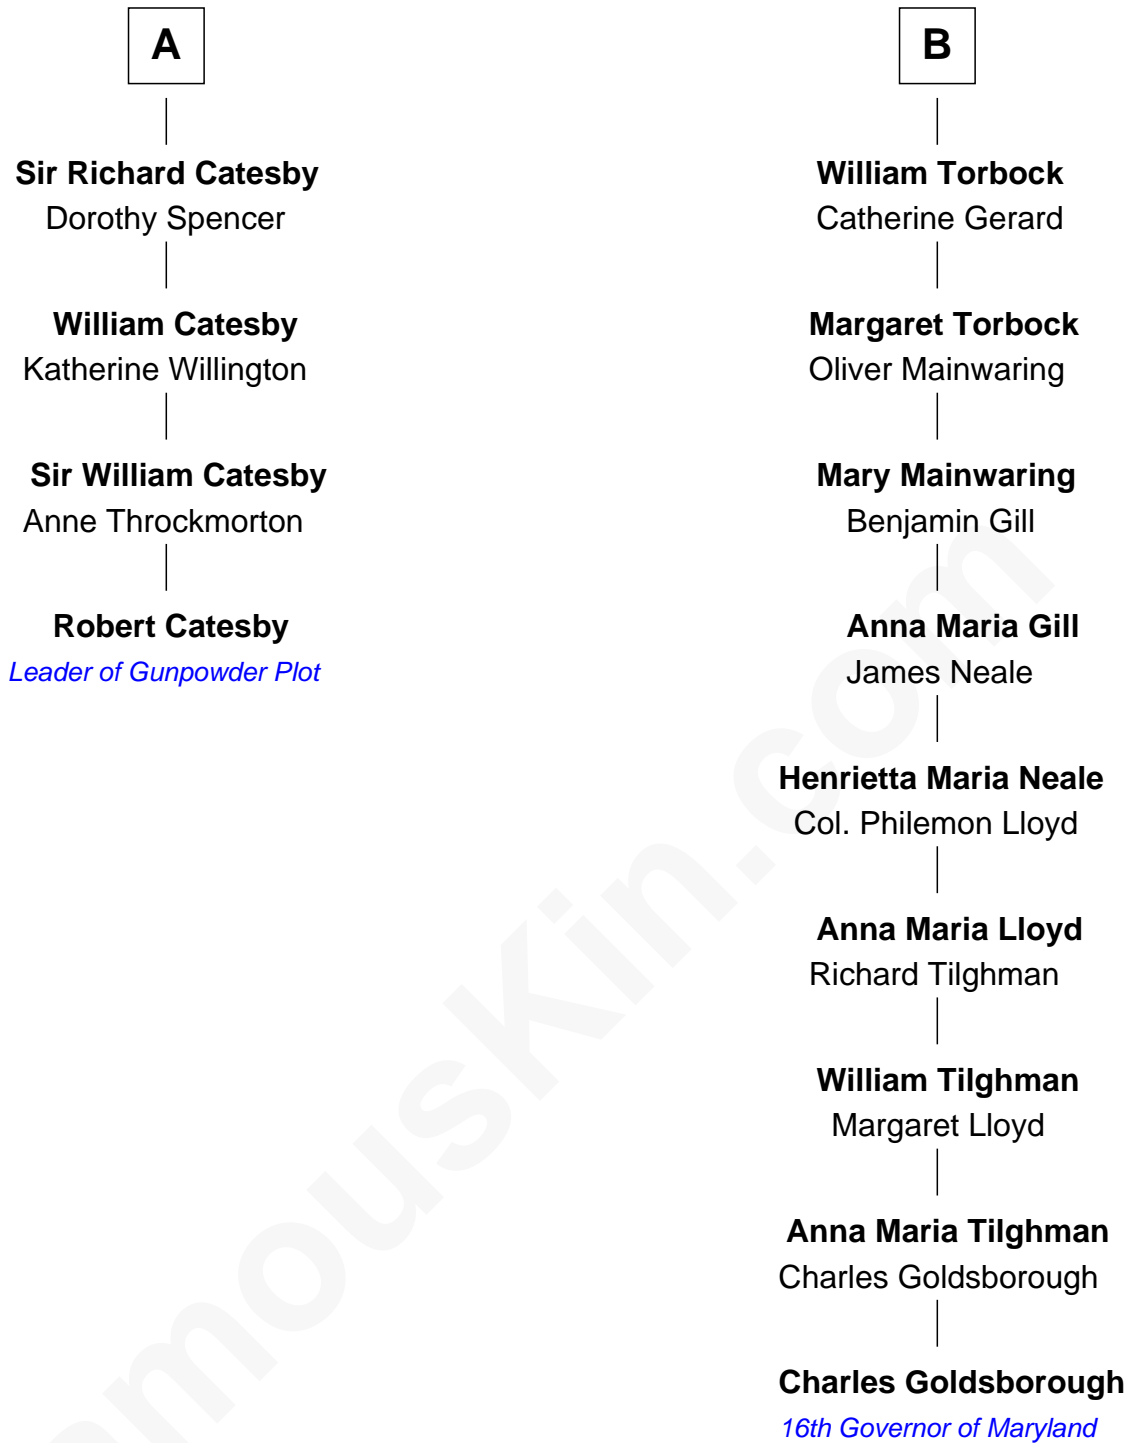 A
Sir Richard Catesby
Dorothy Spencer
William Catesby
Katherine Willington
Sir William Catesby
Anne Throckmorton
Robert Catesby
Leader of Gunpowder Plot
B
William Torbock
Catherine Gerard
Margaret Torbock
Oliver Mainwaring
Mary Mainwaring
Benjamin Gill
Anna Maria Gill
James Neale
Henrietta Maria Neale
Col. Philemon Lloyd
Anna Maria Lloyd
Richard Tilghman
William Tilghman
Margaret Lloyd
Anna Maria Tilghman
Charles Goldsborough
Charles Goldsborough
16th Governor of Maryland
amousKin.com